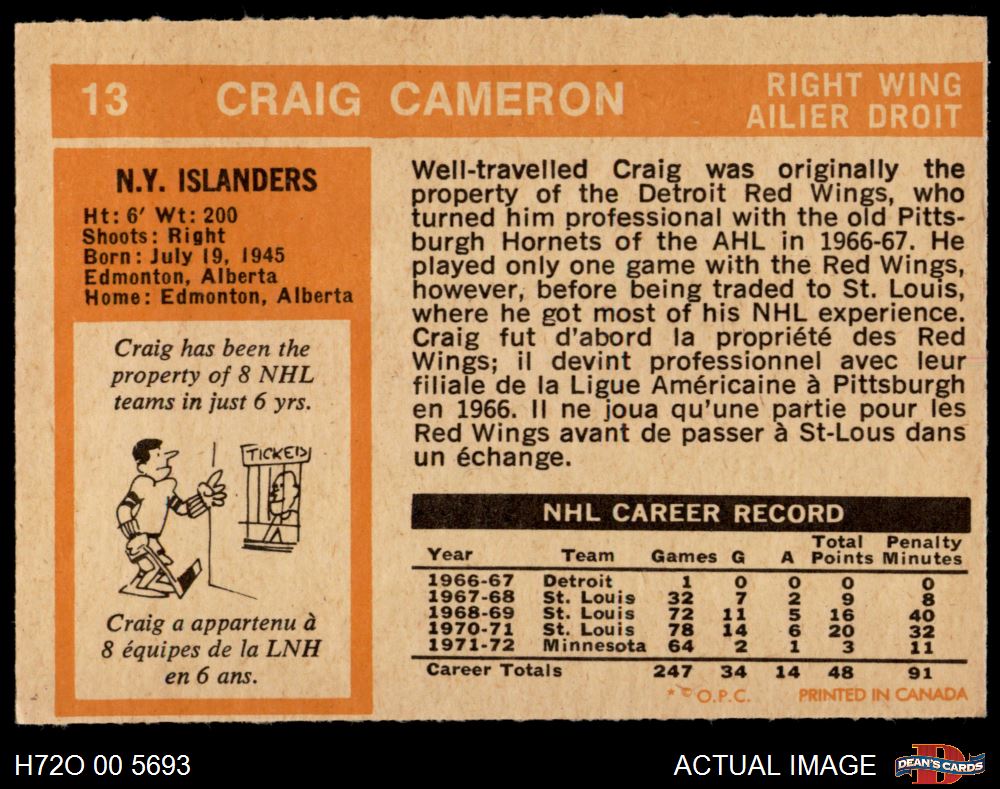 13 CRAIG CAMERON RIGHT WING
AILIER DROIT
N.Y. ISLANDERS
Ht: 6' Wt: 200
Shoots: Right
Born: July 19, 1945
Edmonton, Alberta
Home: Edmonton, Alberta
Craig has been the
property of 8 NHL
teams in just 6 yrs.
TICKETS
Craig a appartenu à
8 équipes de la LNH
en 6 ans.
Well-travelled Craig was originally the
property of the Detroit Red Wings, who
turned him professional with the old Pitts-
burgh Hornets of the AHL in 1966-67. He
played only one game with the Red Wings,
however, before being traded to St. Louis,
where he got most of his NHL experience.
Craig fut d'abord la propriété des Red
Wings; il devint professionnel avec leur
filiale de la Ligue Américaine à Pittsburgh
en 1966. Il ne joua qu'une partie pour les
Red Wings avant de passer à St-Lous dans
un échange.
NHL CAREER RECORD
Year Team Games G A Total Points Penalty Minutes
1966-67 Detroit 1 0 0 0 0
1967-68 St. Louis 32 7 2 9 8
1968-69 St. Louis 72 11 5 16 40
1970-71 St. Louis 78 14 6 20 32
1971-72 Minnesota 64 2 1 3 11
Career Totals 247 34 14 48 91
* © O.P.C. PRINTED IN CANADA
H72O 00 5693 ACTUAL IMAGE DEAN'S CARDS